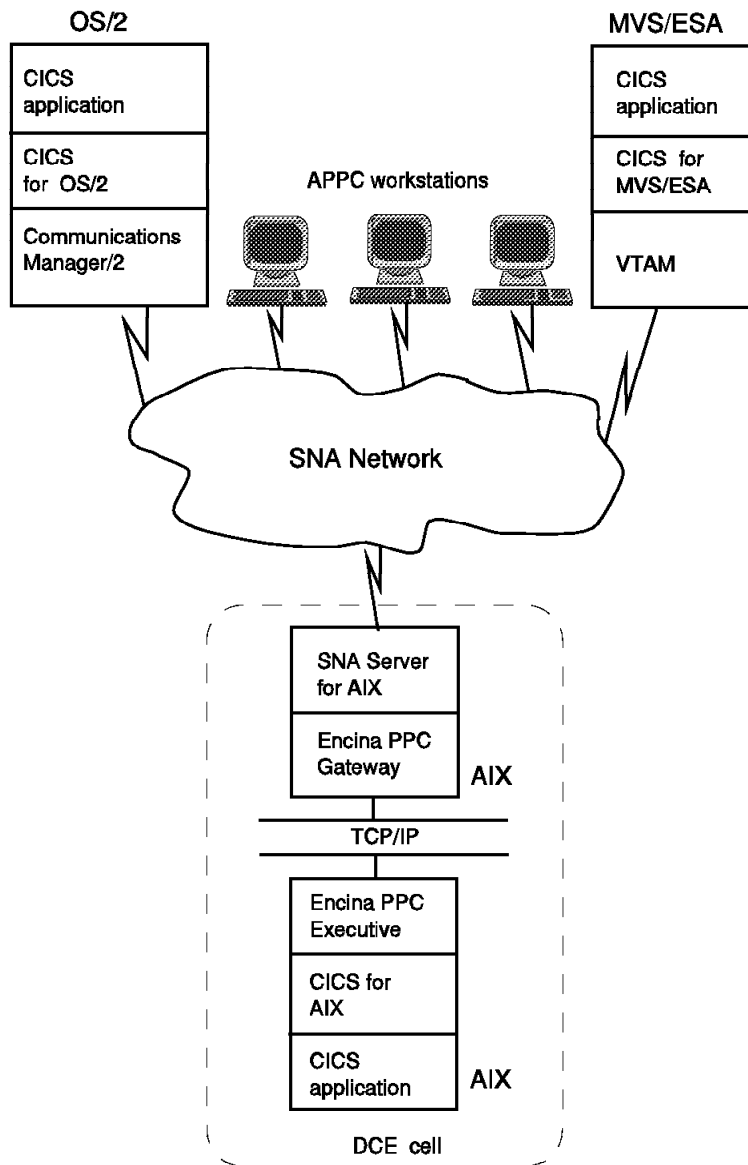 OS/2
MVS/ESA
CICS
application
CICS
for OS/2
Communications
Manager/2
APPC workstations
CICS
application
CICS for
MVS/ESA
VTAM
SNA Network
SNA Server
for AIX
Encina PPC
Gateway
AIX
TCP/IP
Encina PPC
Executive
CICS for
AIX
CICS
application
AIX
DCE cell